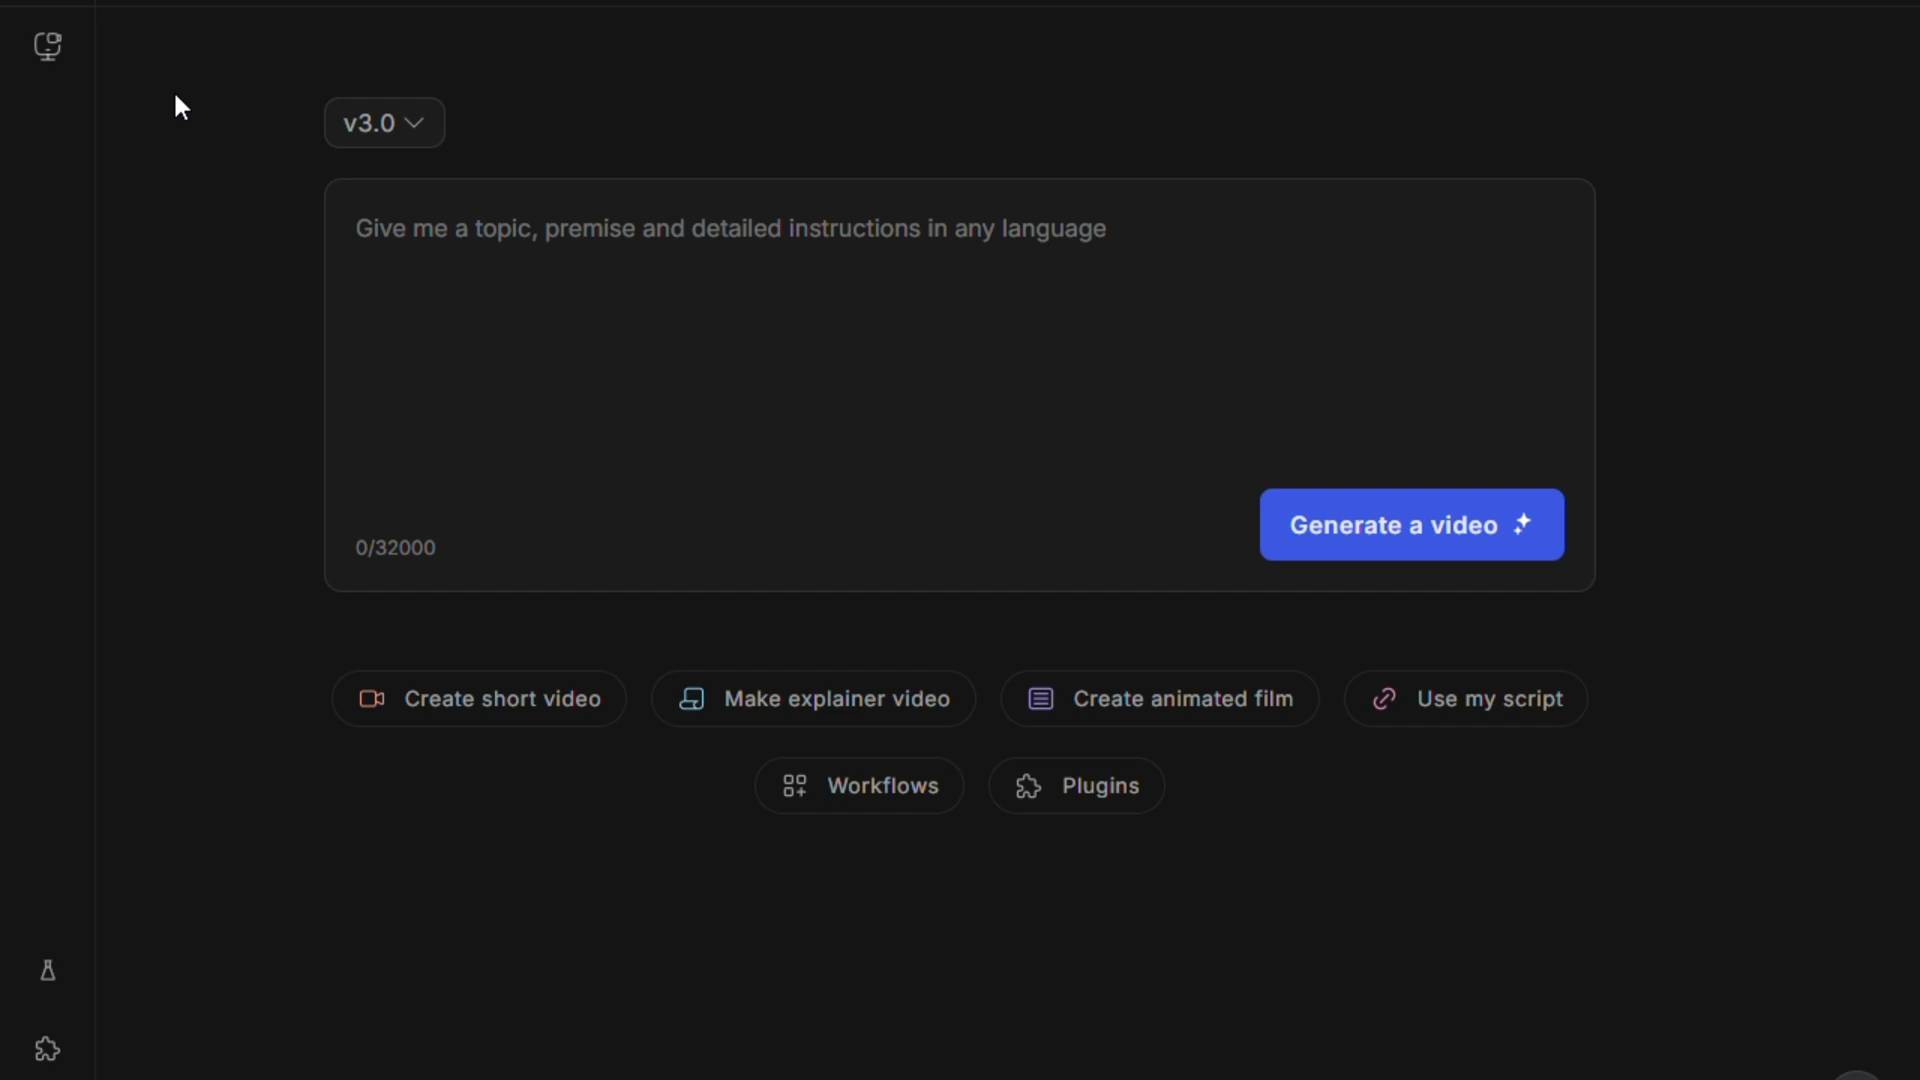 v3.0
Give me a topic, premise and detailed instructions in any language
0/32000
Generate a video
Create short video
Make explainer video
Create animated film
Use my script
Workflows
Plugins